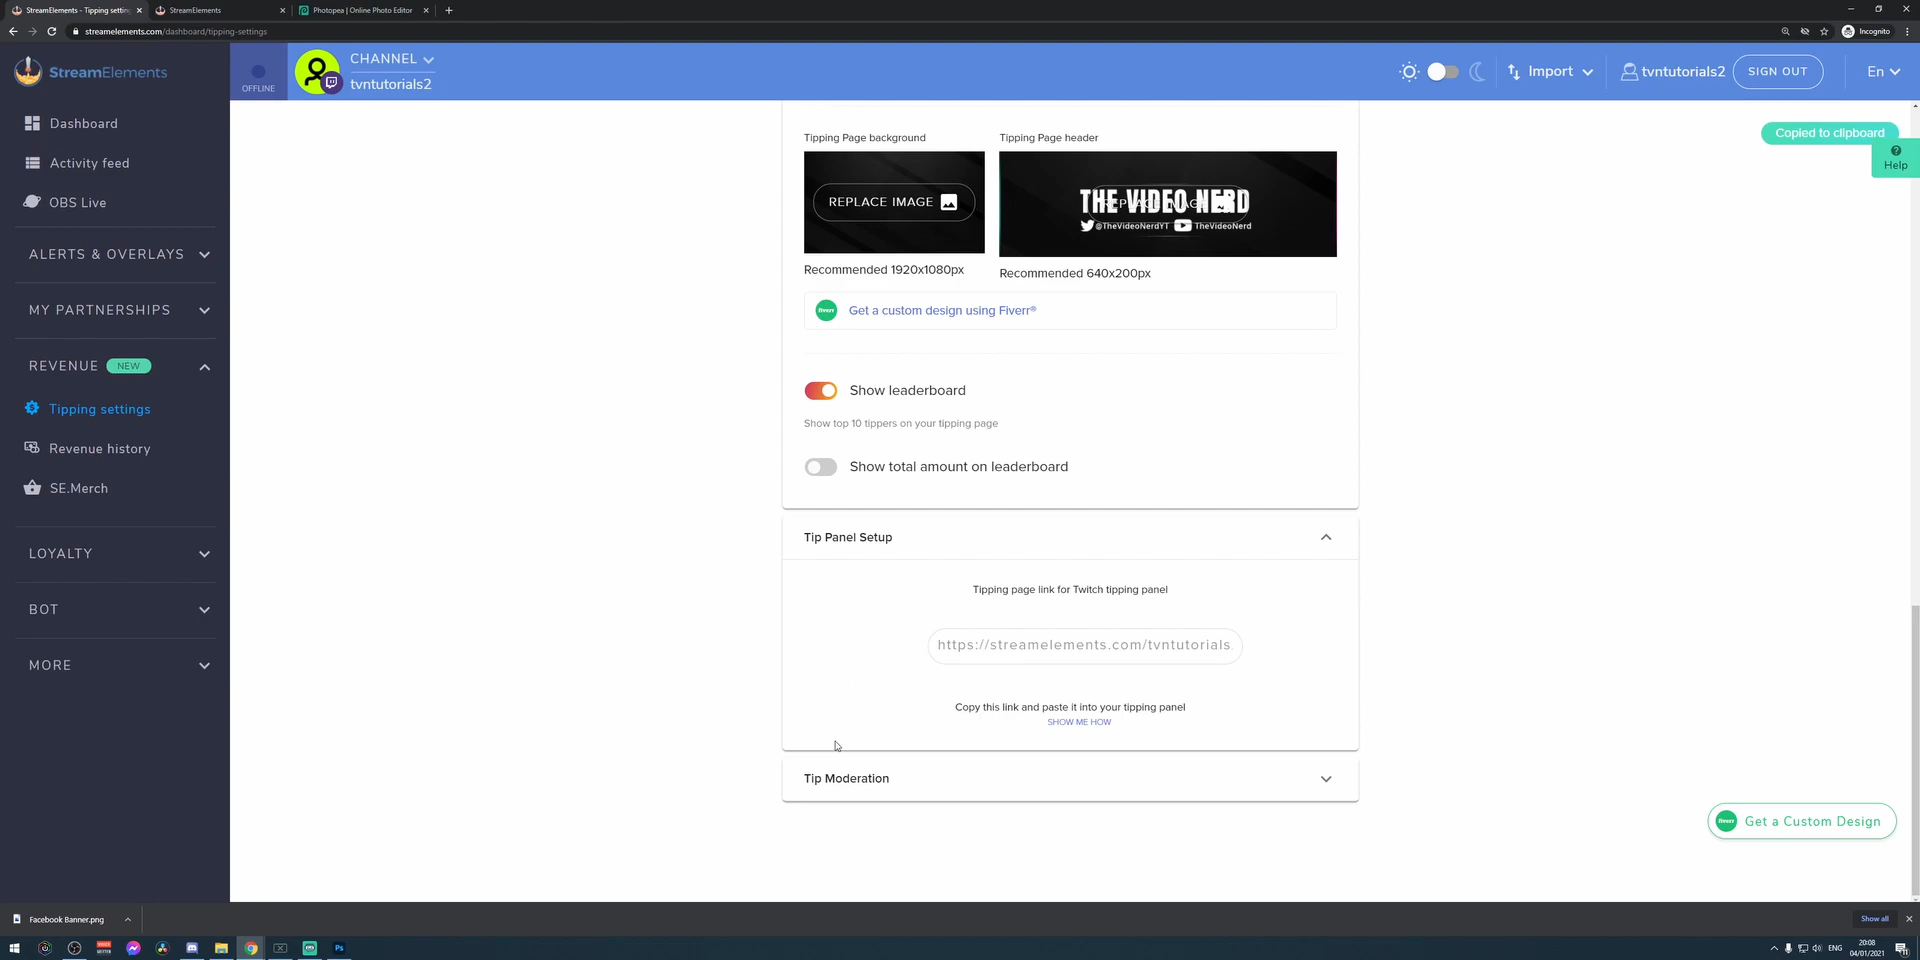 StreamElements - Tipping settin
StreamElements
Photopea | Online Photo Editor
streamelements.com/dashboard/tipping-settings
Incognito
StreamElements
OFFLINE
CHANNEL
tvntutorials2
Import
tvntutorials2
SIGN OUT
En
Dashboard
Activity feed
OBS Live
ALERTS & OVERLAYS
MY PARTNERSHIPS
REVENUE NEW
Tipping settings
Revenue history
SE.Merch
LOYALTY
BOT
MORE
Copied to clipboard
Help
Tipping Page background
Tipping Page header
REPLACE IMAGE
THE VIDEO NERD
@TheVideoNerdYT TheVideoNerd
Recommended 1920x1080px
Recommended 640x200px
fiverr
Get a custom design using Fiverr®
Show leaderboard
Show top 10 tippers on your tipping page
Show total amount on leaderboard
Tip Panel Setup
Tipping page link for Twitch tipping panel
https://streamelements.com/tvntutorials
Copy this link and paste it into your tipping panel
SHOW ME HOW
Tip Moderation
fiverr
Get a Custom Design
Facebook Banner.png
Show all
Ps
ENG
20:08
04/01/2021